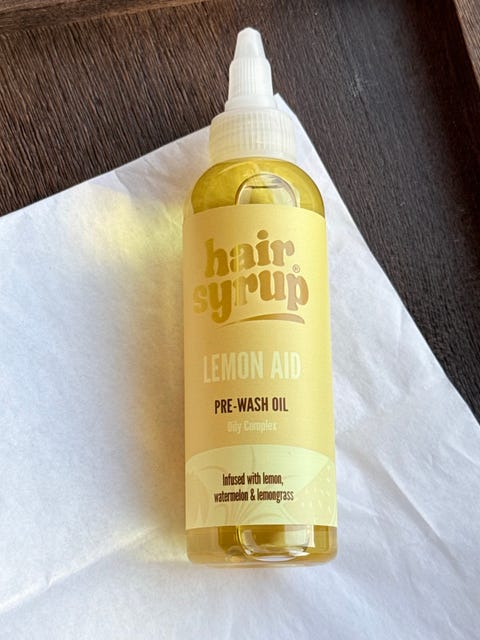 hair
syrup®
LEMON AID
PRE-WASH OIL
Oily Complex
Infused with lemon,
watermelon & lemongrass